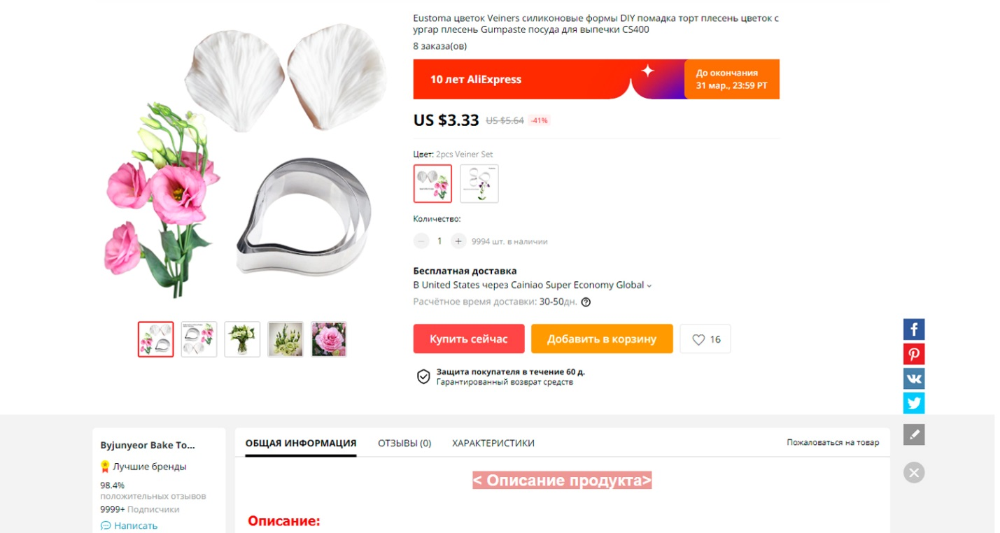 Eustoma цветок Veiners силиконовые формы DIY помадка торт плесень цветок с
ургар плесень Gumpaste посуда для выпечки CS400
8 заказа(ов)
10 лет AliExpress
До окончания
31 мар., 23:59 PT
US $3.33 US $5.64 -41%
Цвет: 2pcs Veiner Set
Количество:
− 1 + 9994 шт. в наличии
Бесплатная доставка
В United States через Cainiao Super Economy Global
Расчётное время доставки: 30-50дн. ?
Купить сейчас Добавить в корзину 16
Защита покупателя в течение 60 д.
Гарантированный возврат средств
Byjunyeor Bake To...
Лучшие бренды
98.4%
положительных отзывов
9999+ Подписчики
Написать
ОБЩАЯ ИНФОРМАЦИЯ ОТЗЫВЫ (0) ХАРАКТЕРИСТИКИ Пожаловаться на товар
< Описание продукта>
Описание: